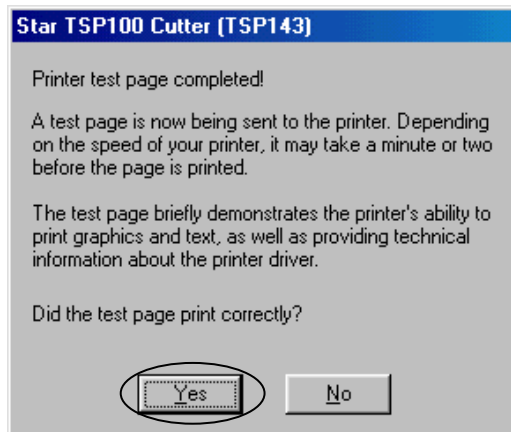 Star TSP100 Cutter (TSP143)
Printer test page completed!
A test page is now being sent to the printer. Depending
on the speed of your printer, it may take a minute or two
before the page is printed.
The test page briefly demonstrates the printer's ability to
print graphics and text, as well as providing technical
information about the printer driver.
Did the test page print correctly?
Yes No